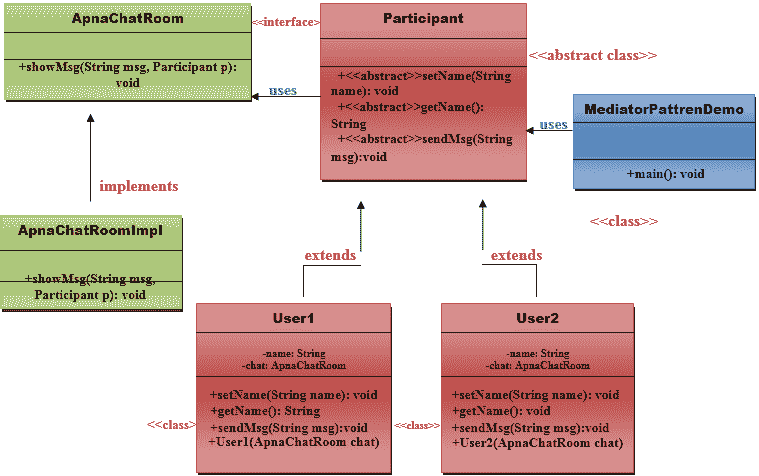 ApnaChatRoom
+showMsg(String msg, Participant p):
void
<<interface>
Participant
+<<abstract>>setName(String
name): void
+<<abstract>>getName():
String
+<<abstract>>sendMsg(String
msg):void
<<abstract class>>
uses
uses
MediatorPattrenDemo
+main(): void
<<class>>
implements
ApnaChatRoomImpl
+showMsg(String msg,
Participant p): void
extends
extends
User1
-name: String
-chat: ApnaChatRoom
+setName(String name): void
+getName(): String
+sendMsg(String msg):void
+User1(ApnaChatRoom chat)
<<class>
User2
-name: String
-chat: ApnaChatRoom
+setName(String name): void
+getName(): void
+sendMsg(String msg):void
+User2(ApnaChatRoom chat)
<<class>>